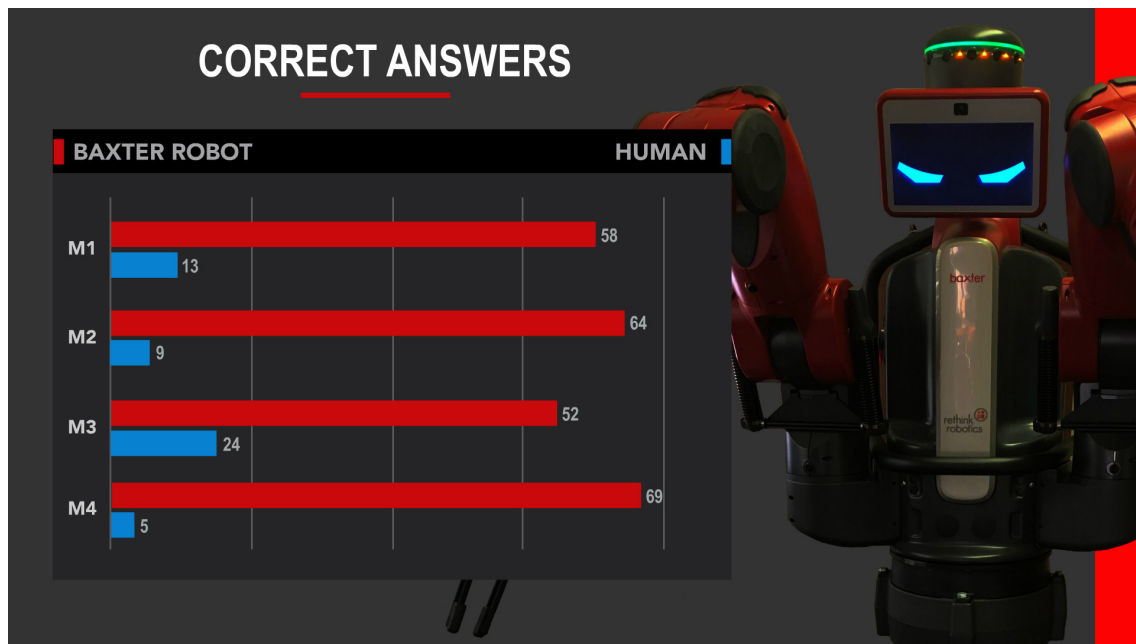 CORRECT ANSWERS
BAXTER ROBOT HUMAN
M1 58
13
M2 64
9
M3 52
24
M4 69
5
baxter
rethink
robotics